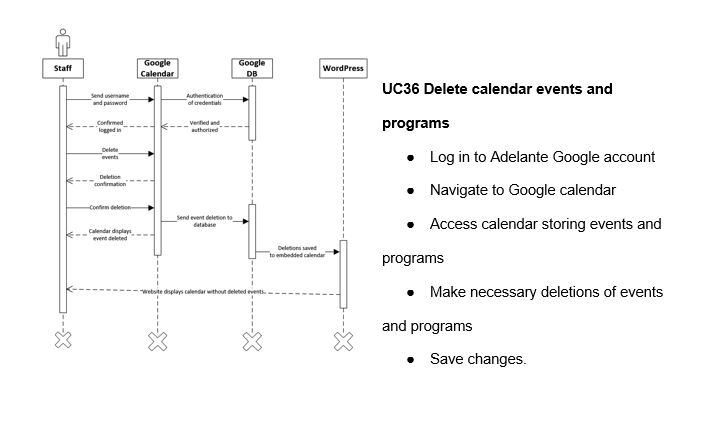 Staff
Google
Calendar
Google
DB
WordPress
Send username
and password
Authentication
of credentials
Confirmed
logged in
Verified and
authorized
Delete
events
Deletion
confirmation
Confirm deletion
Send event deletion to
database
Calendar displays
event deleted
Deletions saved
to embedded calendar
Website displays calendar without deleted events
UC36 Delete calendar events and
programs
● Log in to Adelante Google account
● Navigate to Google calendar
● Access calendar storing events and
programs
● Make necessary deletions of events
and programs
● Save changes.